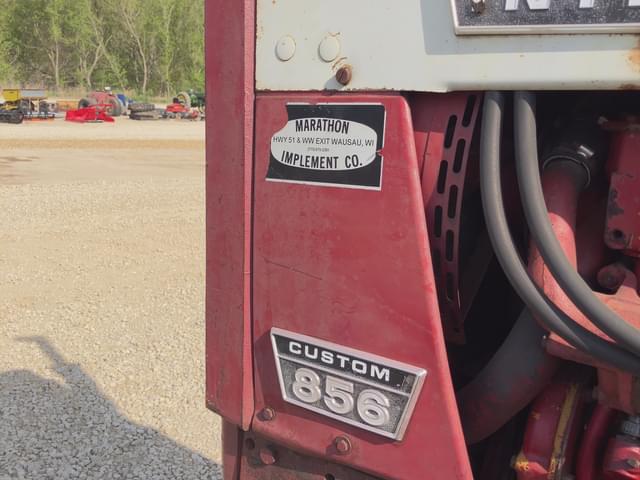 MARATHON
HWY 51 & WW EXIT WAUSAU, WI
IMPLEMENT CO.
CUSTOM
856